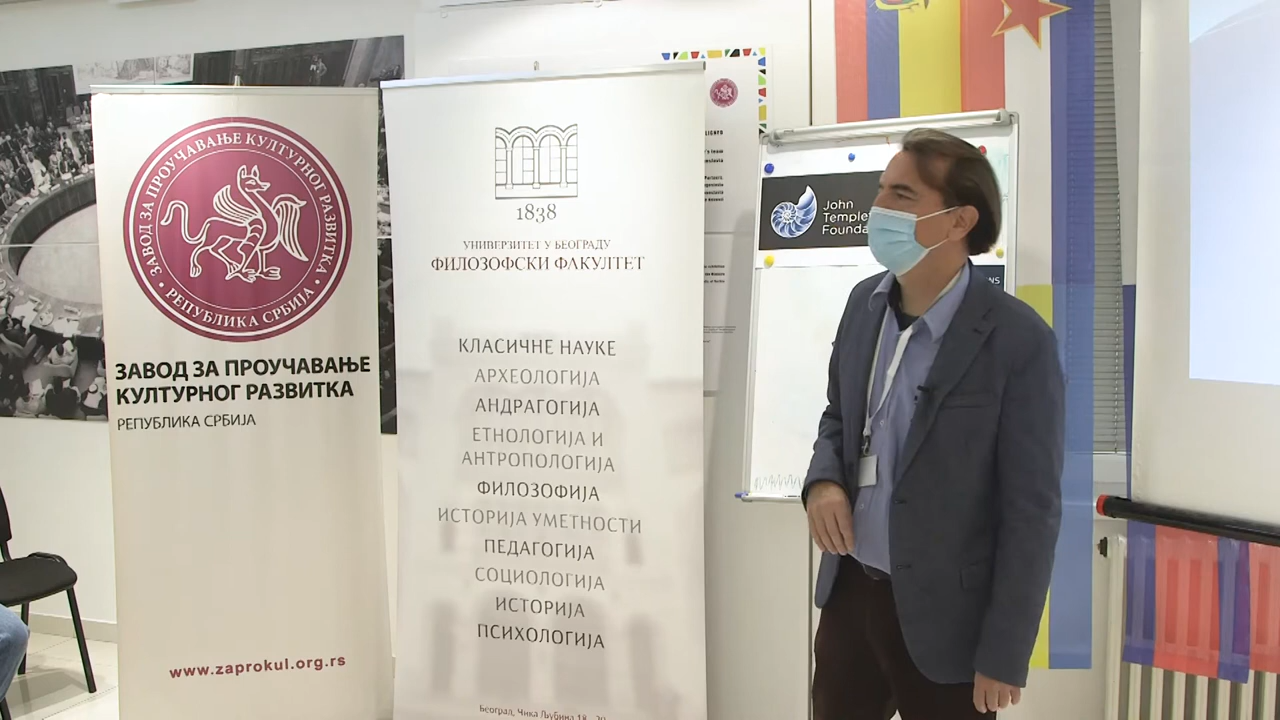 ЗАВОД ЗА ПРОУЧАВАЊЕ КУЛТУРНОГ РАЗВИТКА
• РЕПУБЛИКА СРБИЈА •
ЗАВОД ЗА ПРОУЧАВАЊЕ
КУЛТУРНОГ РАЗВИТКА
РЕПУБЛИКА СРБИЈА
www.zaprokul.org.rs
1838
УНИВЕРЗИТЕТ У БЕОГРАДУ
ФИЛОЗОФСКИ ФАКУЛТЕТ
КЛАСИЧНЕ НАУКЕ
АРХЕОЛОГИЈА
АНДРАГОГИЈА
ЕТНОЛОГИЈА И
АНТРОПОЛОГИЈА
ФИЛОЗОФИЈА
ИСТОРИЈА УМЕТНОСТИ
ПЕДАГОГИЈА
СОЦИОЛОГИЈА
ИСТОРИЈА
ПСИХОЛОГИЈА
Београд, Чика Љубина 18 - 20
John
Temple
Founda